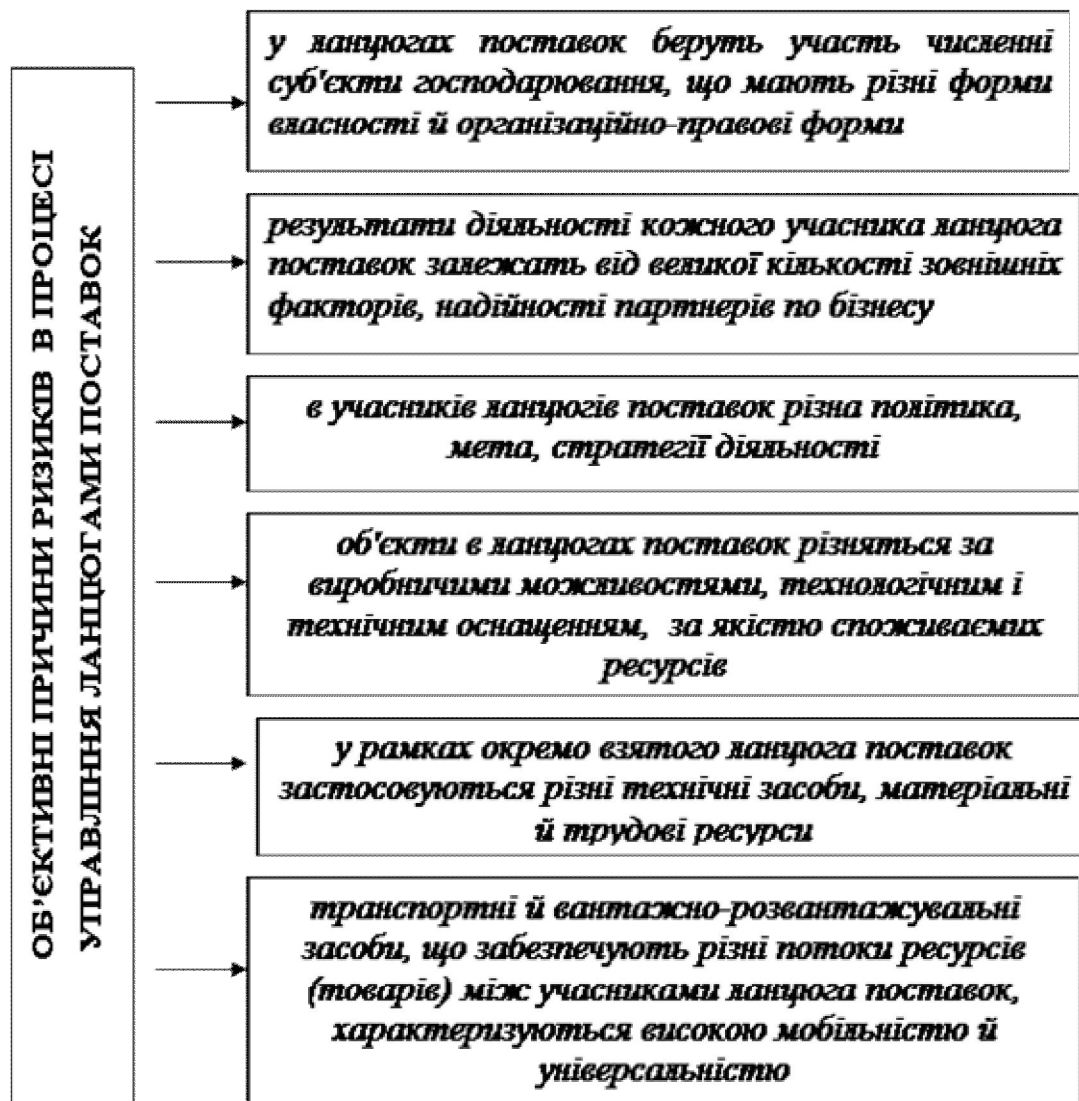 ОБ'ЄКТИВНІ ПРИЧИНИ РИЗИКІВ В ПРОЦЕСІ
УПРАВЛІННЯ ЛАНЦЮГАМИ ПОСТАВОК
у ланцюгах поставок беруть участь численні
суб'єкти господарювання, що мають різні форми
власності й організаційно-правові форми
результати діяльності кожного учасника ланцюга
поставок залежать від великої кількості зовнішніх
факторів, надійності партнерів по бізнесу
в учасників ланцюгів поставок різна політика,
мета, стратегії діяльності
об'єкти в ланцюгах поставок різняться за
виробничими можливостями, технологічним і
технічним оснащенням, за якістю споживаємих
ресурсів
у рамках окремо взятого ланцюга поставок
застосовуються різні технічні засоби, матеріальні
й трудові ресурси
транспортні й вантажно-розвантажувальні
засоби, що забезпечують різні потоки ресурсів
(товарів) між учасниками ланцюга поставок,
характеризуються високою мобільністю й
універсальністю